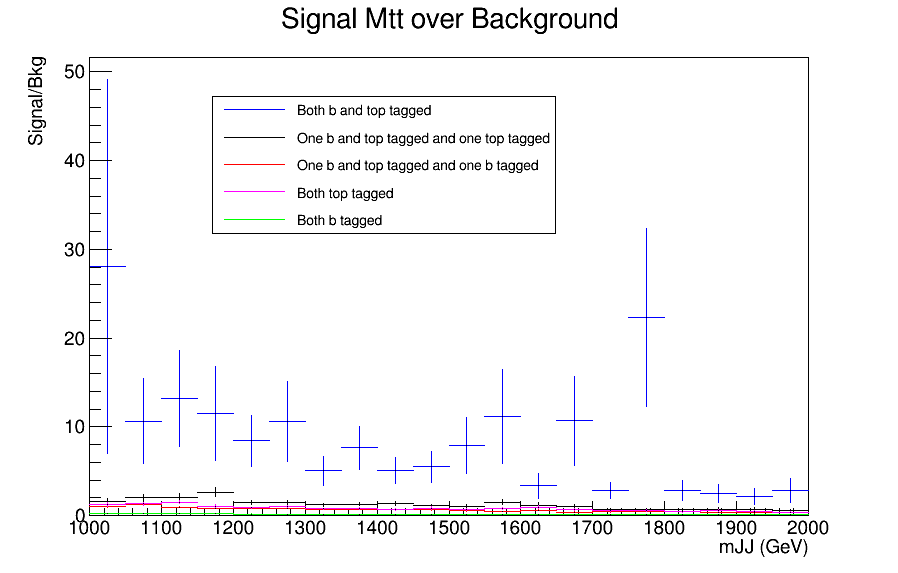 Signal Mtt over Background
Signal/Bkg
50
40
30
20
10
0
Both b and top tagged
One b and top tagged and one top tagged
One b and top tagged and one b tagged
Both top tagged
Both b tagged
1000 1100 1200 1300 1400 1500 1600 1700 1800 1900 2000
mJJ (GeV)